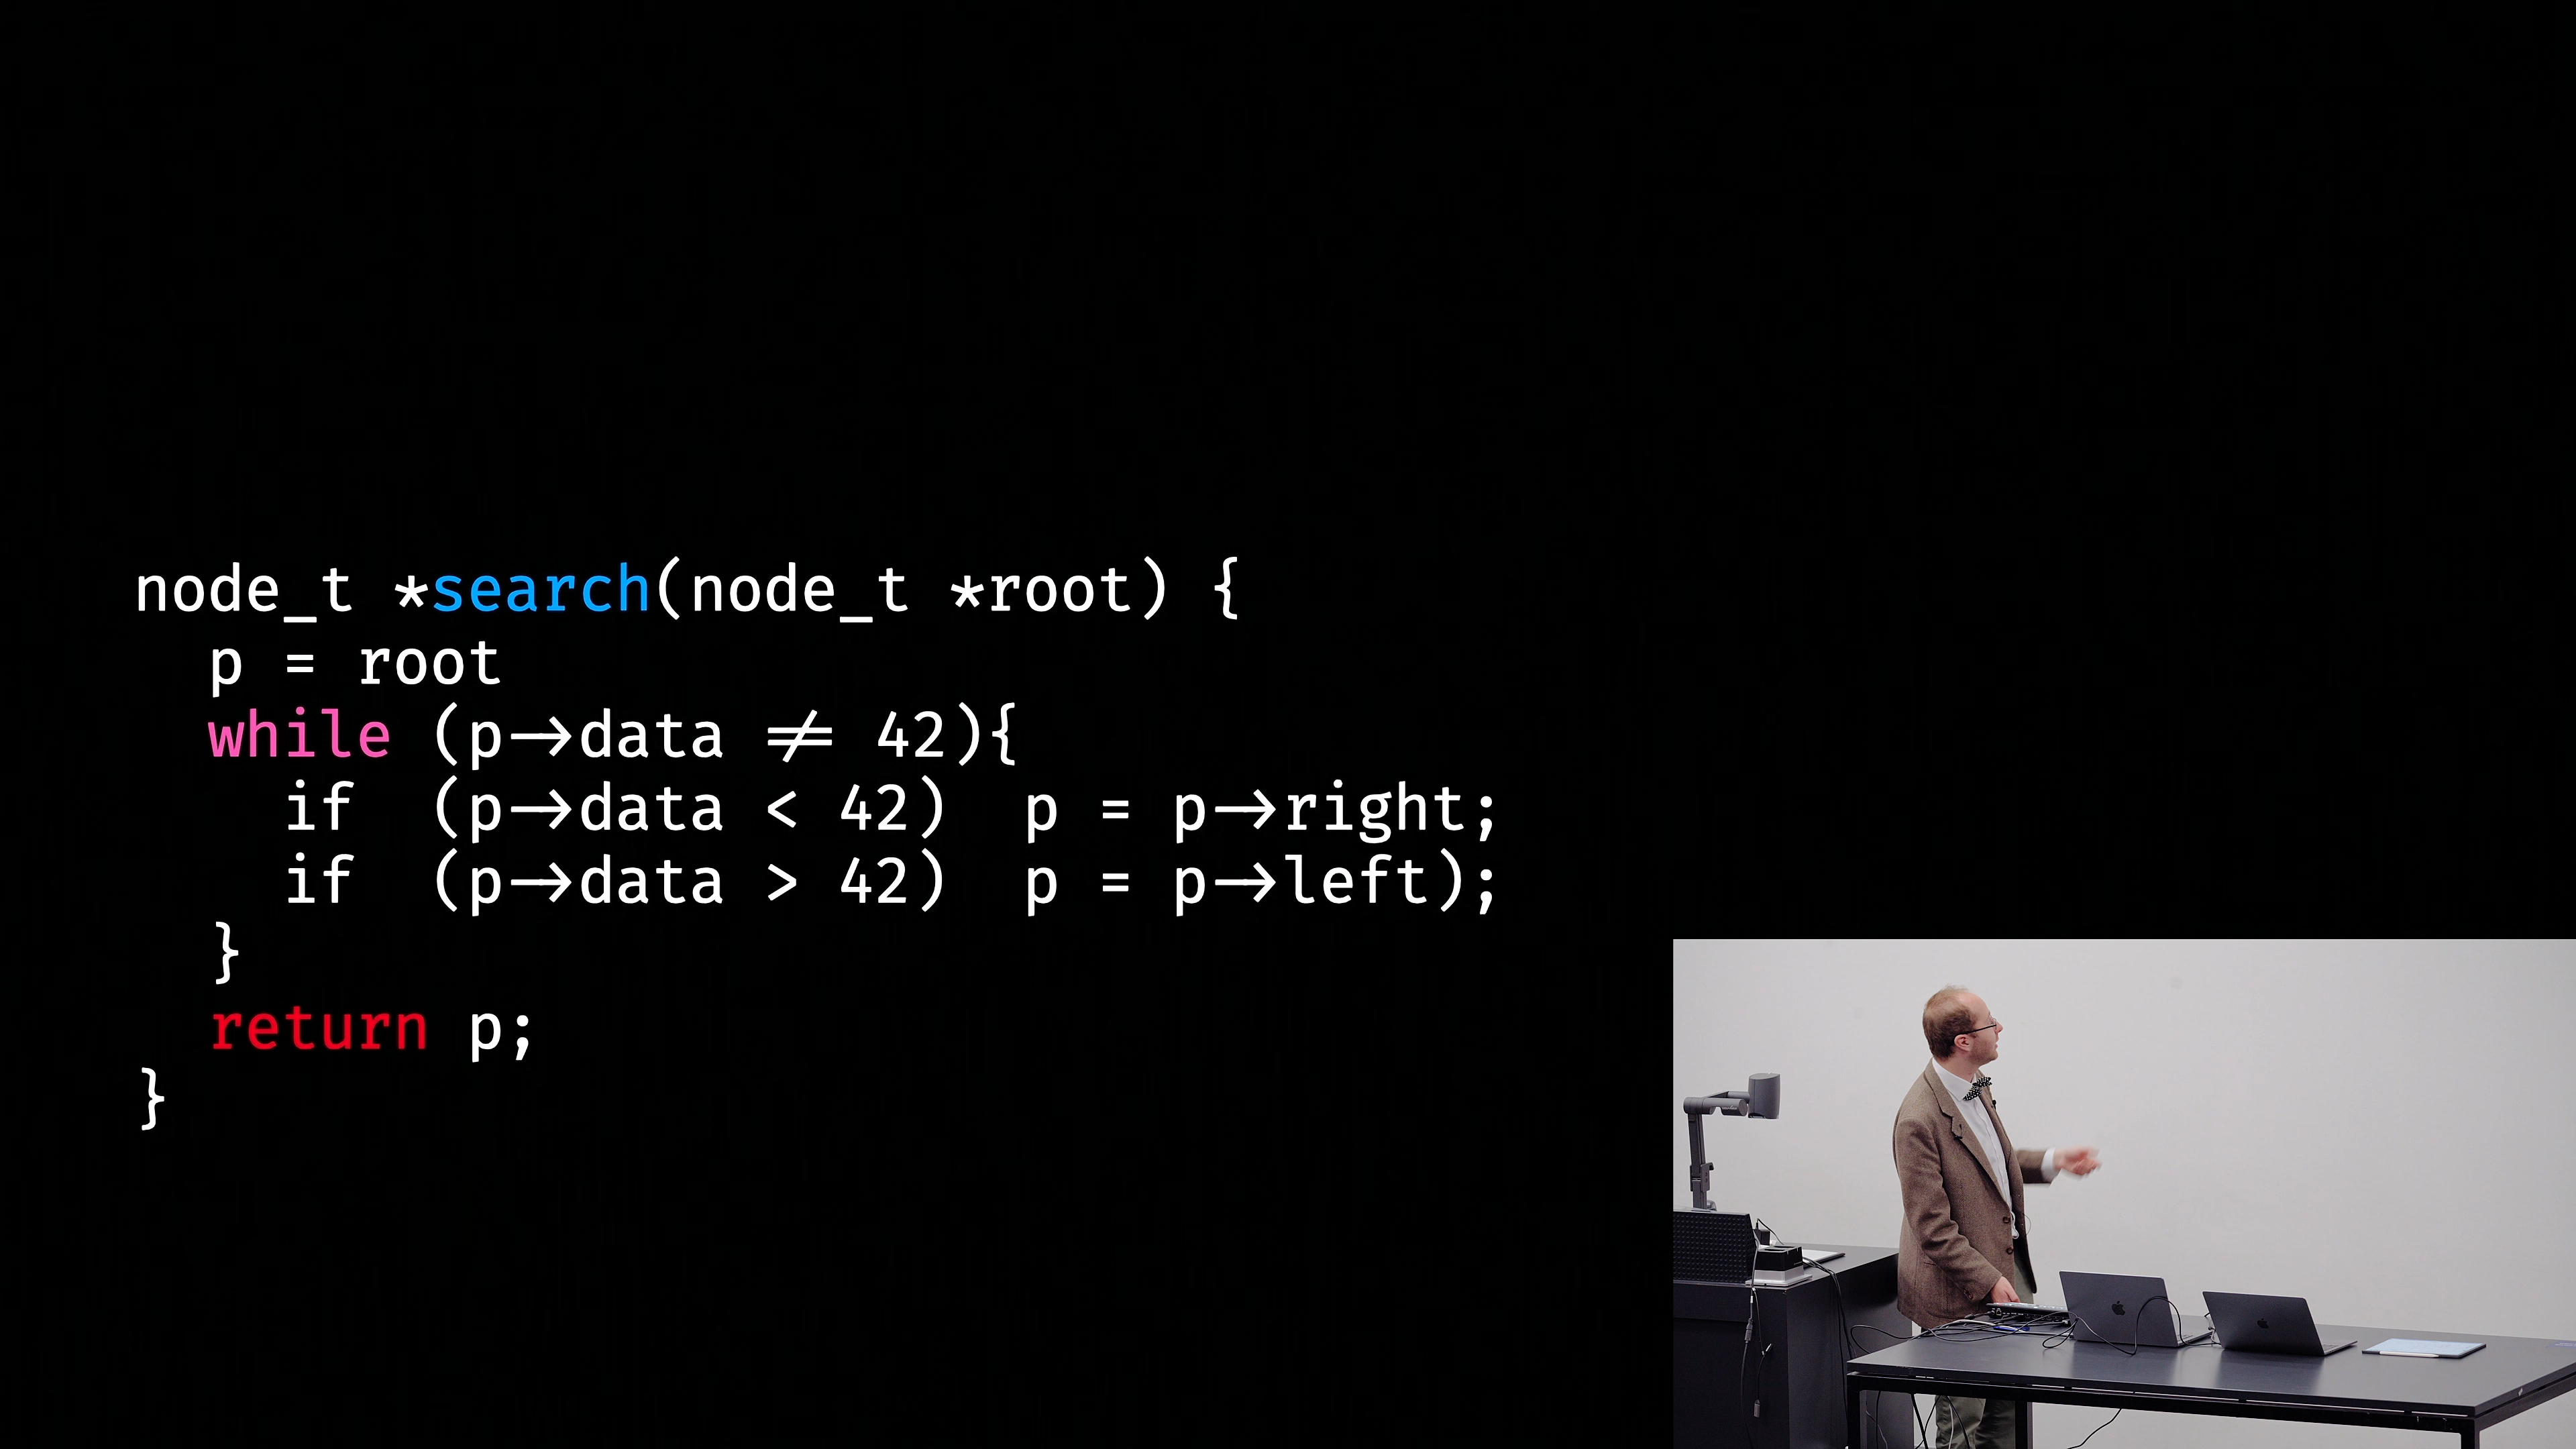 node_t *search(node_t *root) {
p = root
while (p->data != 42){
if (p->data < 42) p = p->right;
if (p->data > 42) p = p->left);
}
return p;
}